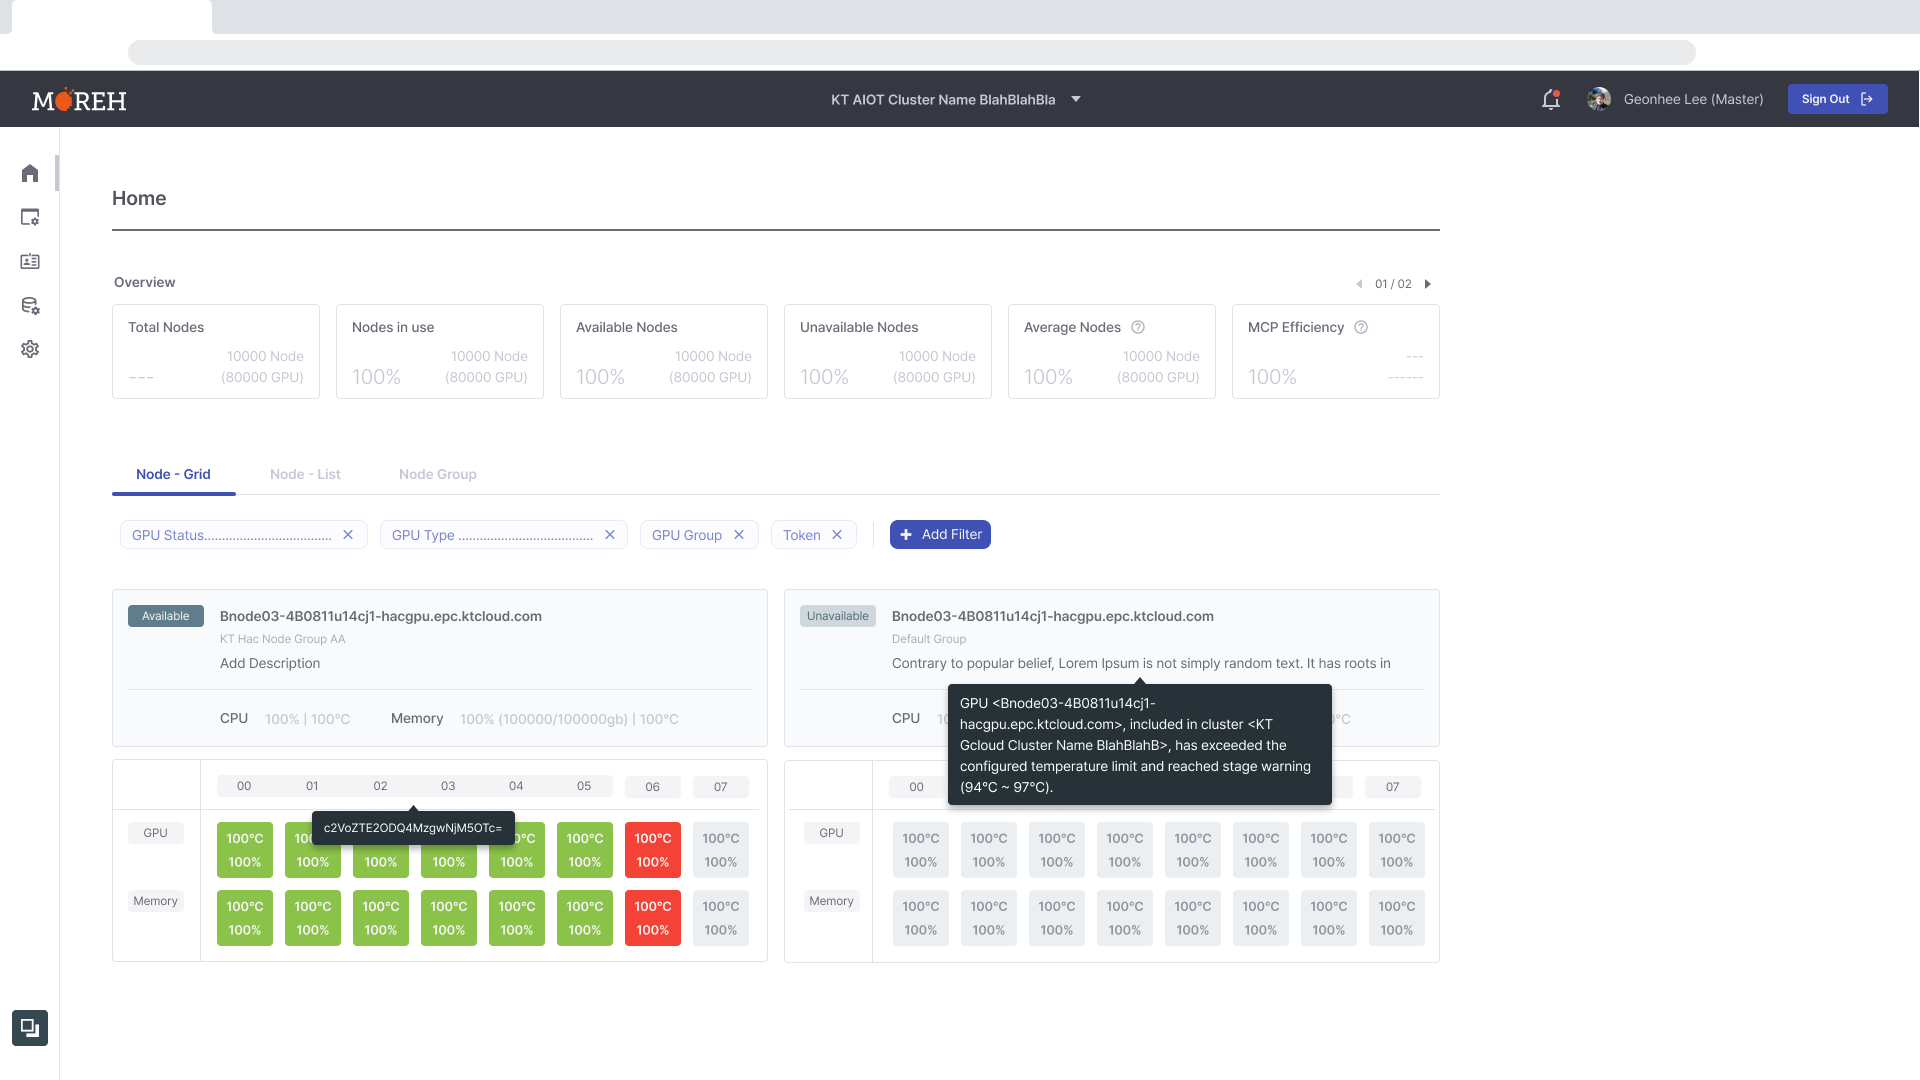 MOREH
KT AIOT Cluster Name BlahBlahBla
Geonhee Lee (Master)
Sign Out
Home
Overview
01 / 02
Total Nodes
10000 Node
---
(80000 GPU)
Nodes in use
10000 Node
100%
(80000 GPU)
Available Nodes
10000 Node
100%
(80000 GPU)
Unavailable Nodes
10000 Node
100%
(80000 GPU)
Average Nodes
10000 Node
100%
(80000 GPU)
MCP Efficiency
---
100%
------
Node - Grid
Node - List
Node Group
GPU Status....................................
GPU Type ......................................
GPU Group
Token
Add Filter
Available
Bnode03-4B0811u14cj1-hacgpu.epc.ktcloud.com
KT Hac Node Group AA
Add Description
CPU 100% | 100°C Memory 100% (100000/100000gb) | 100°C
00 01 02 03 04 05 06 07
c2VoZTE2ODQ4MzgwNjM5OTc=
GPU
100°C 100°C 100°C 100°C
100% 100% 100% 100% 100% 100% 100% 100%
Memory
100°C 100°C 100°C 100°C 100°C 100°C 100°C 100°C
100% 100% 100% 100% 100% 100% 100% 100%
Unavailable
Bnode03-4B0811u14cj1-hacgpu.epc.ktcloud.com
Default Group
Contrary to popular belief, Lorem Ipsum is not simply random text. It has roots in
CPU
GPU <Bnode03-4B0811u14cj1-
hacgpu.epc.ktcloud.com>, included in cluster <KT
Gcloud Cluster Name BlahBlahB>, has exceeded the
configured temperature limit and reached stage warning
(94°C ~ 97°C).
00 07
GPU
100°C 100°C 100°C 100°C 100°C 100°C 100°C 100°C
100% 100% 100% 100% 100% 100% 100% 100%
Memory
100°C 100°C 100°C 100°C 100°C 100°C 100°C 100°C
100% 100% 100% 100% 100% 100% 100% 100%